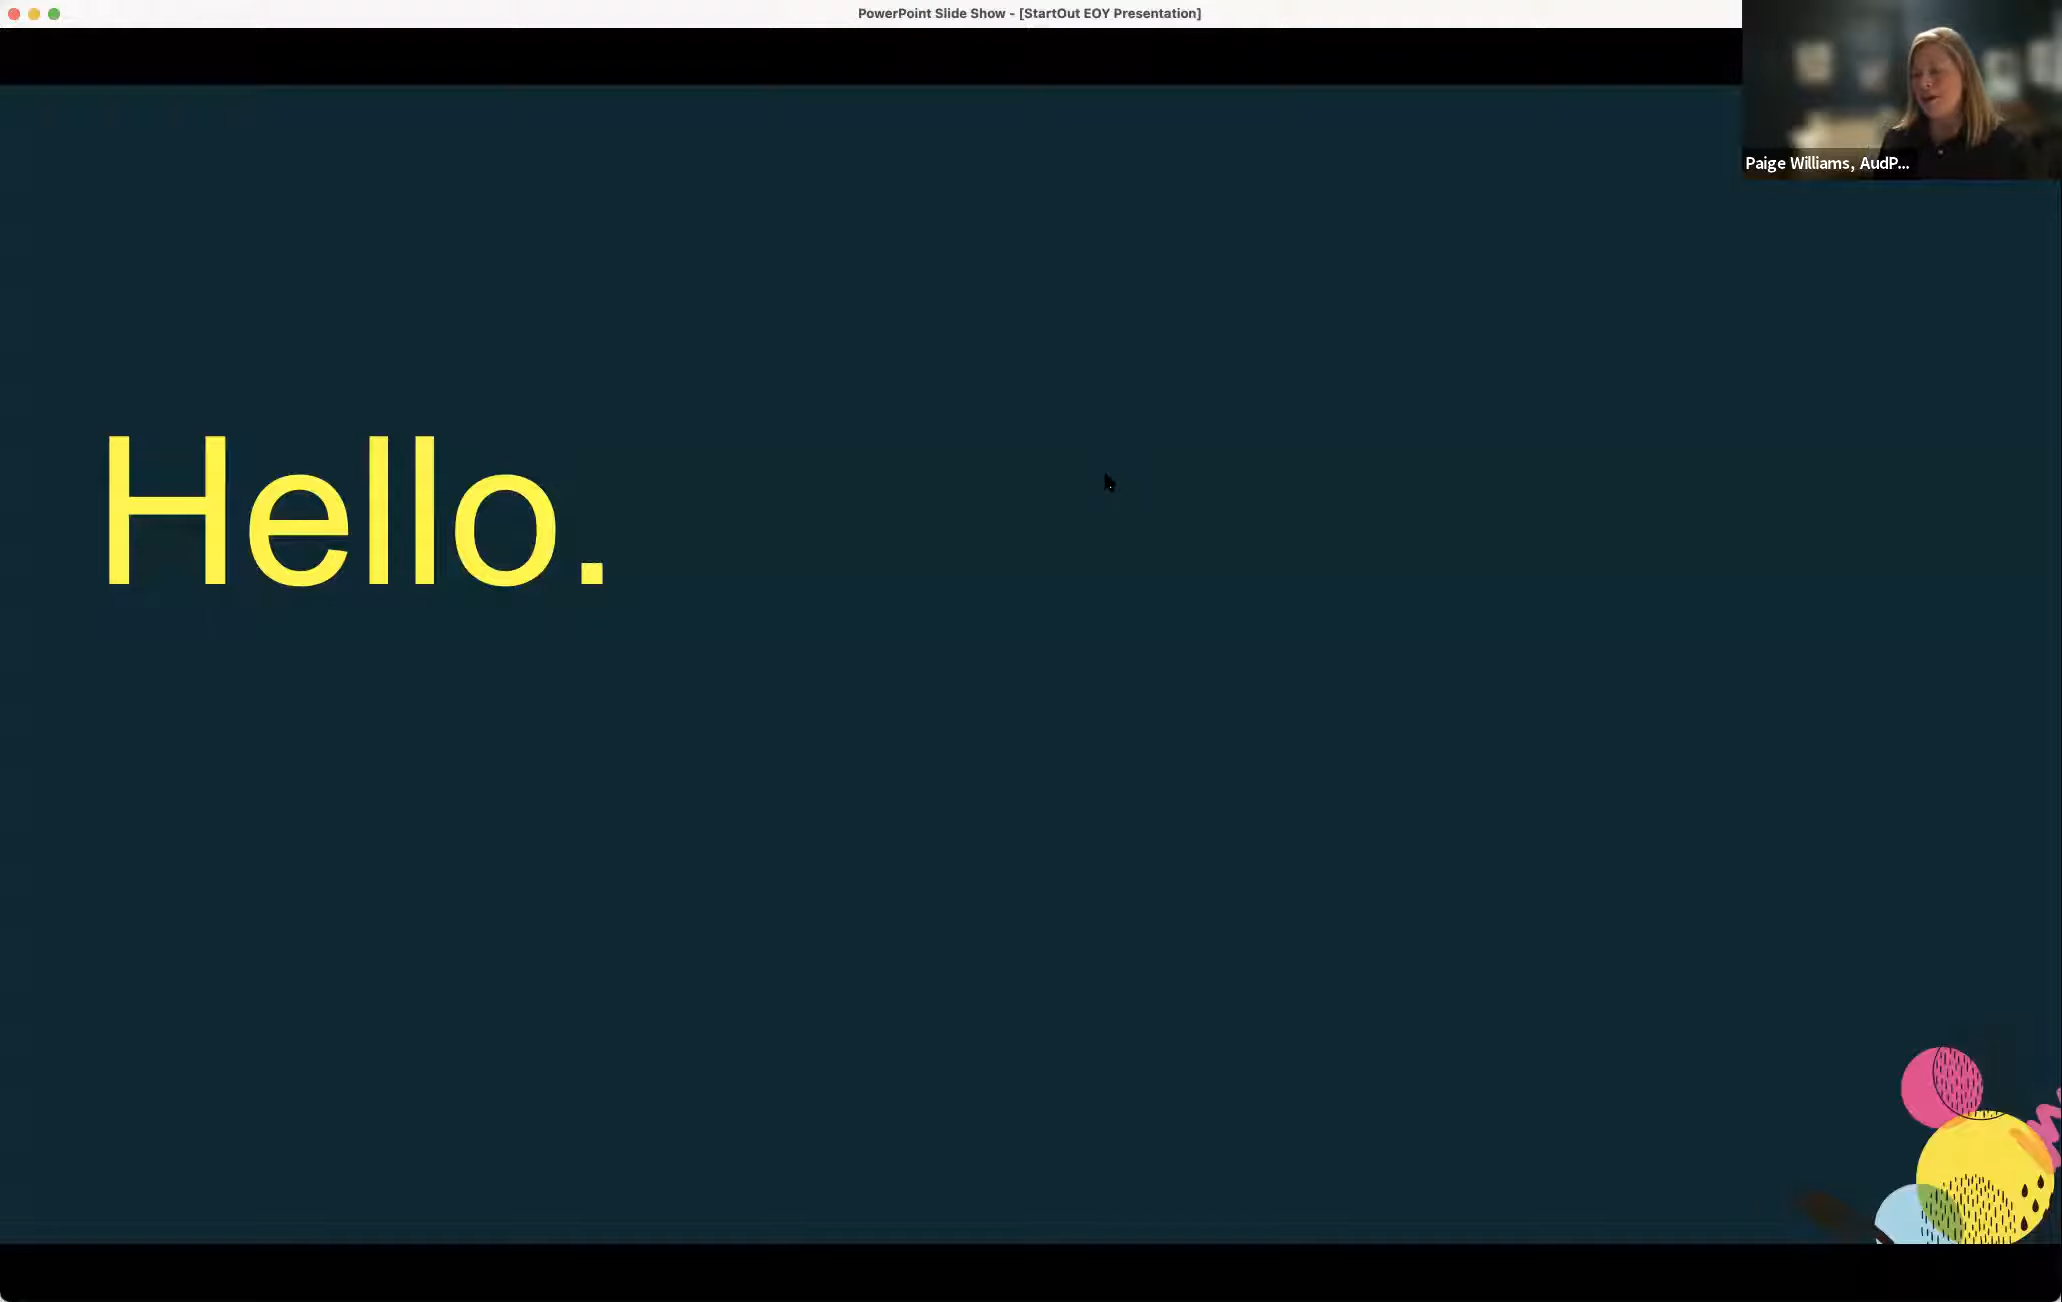 PowerPoint Slide Show - [StartOut EOY Presentation]
Paige Williams, AudP...
Hello.